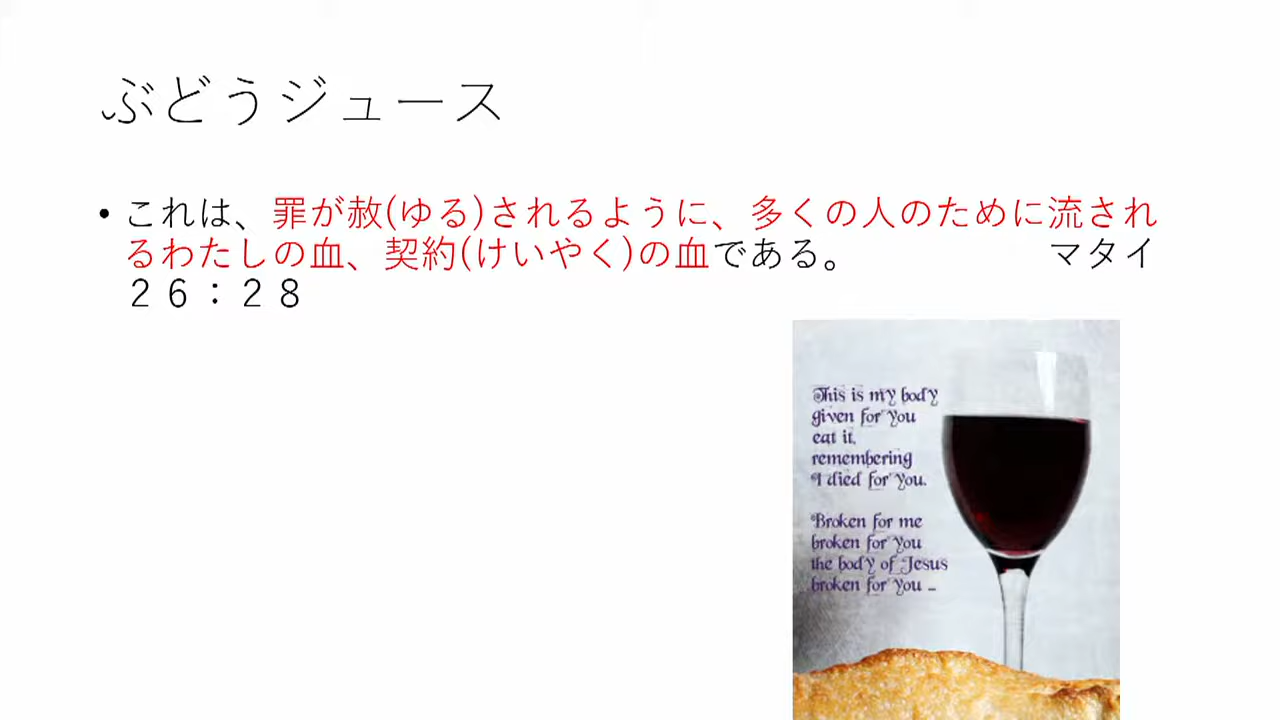 ぶどうジュース
• これは、罪が赦(ゆる)されるように、多くの人のために流され
るわたしの血、契約(けいやく)の血である。 マタイ
２６：２８
This is my body
given for you
eat it,
remembering
I died for you.
Broken for me
broken for you
the body of Jesus
broken for you ...